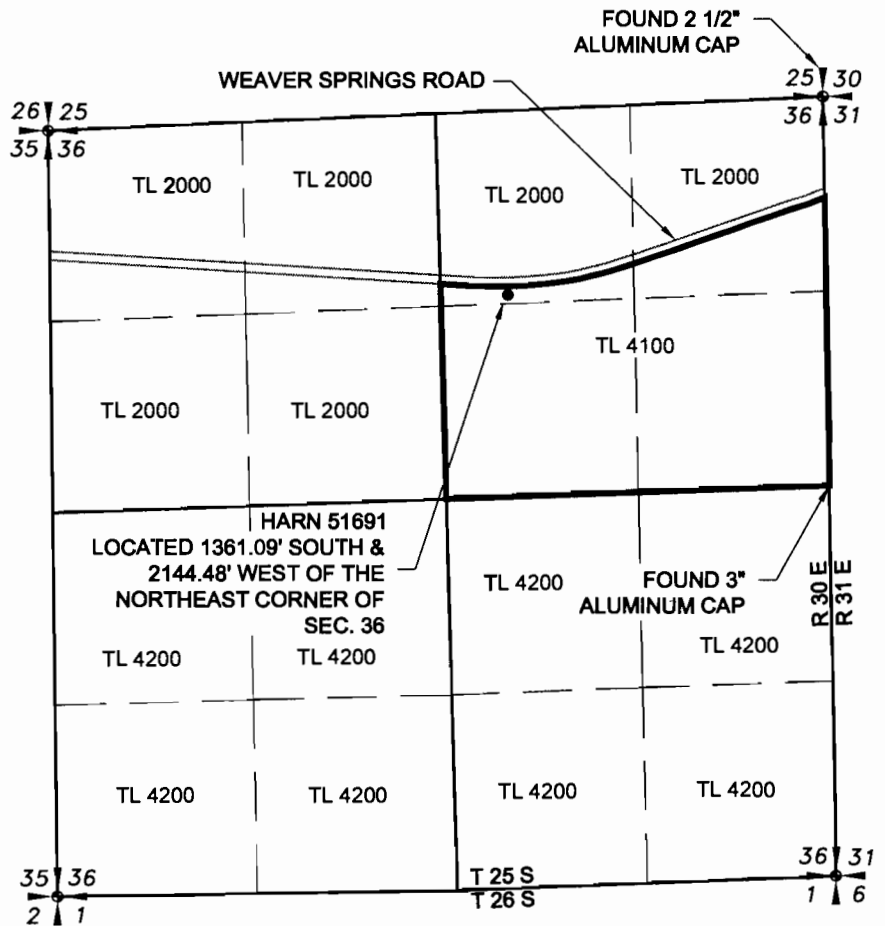 FOUND 2 1/2"
ALUMINUM CAP
WEAVER SPRINGS ROAD
26 25
35 36
25 30
36 31
TL 2000
TL 2000
TL 2000
TL 2000
TL 4100
TL 2000
TL 2000
HARN 51691
LOCATED 1361.09' SOUTH &
2144.48' WEST OF THE
NORTHEAST CORNER OF
SEC. 36
TL 4200
FOUND 3"
ALUMINUM CAP
R 30 E
R 31 E
TL 4200
TL 4200
TL 4200
TL 4200
TL 4200
TL 4200
TL 4200
35 36
2 1
T 25 S
T 26 S
36 31
1 6